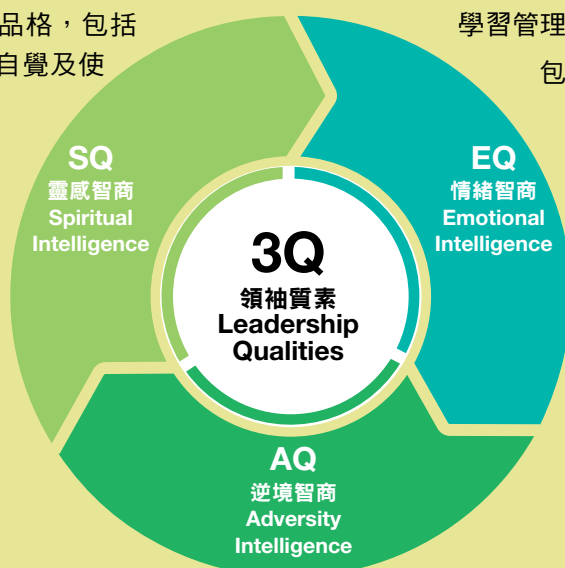 品格，包括
自覺及使
學習管理
包
SQ
靈感智商
Spiritual
Intelligence
EQ
情緒智商
Emotional
Intelligence
3Q
領袖質素
Leadership
Qualities
AQ
逆境智商
Adversity
Intelligence